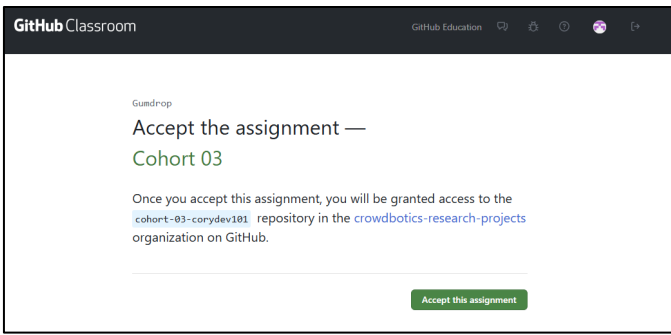 GitHub Classroom
GitHub Education
Gumdrop
Accept the assignment —
Cohort 03
Once you accept this assignment, you will be granted access to the
cohort-03-corydev101 repository in the crowdbotics-research-projects
organization on GitHub.
Accept this assignment